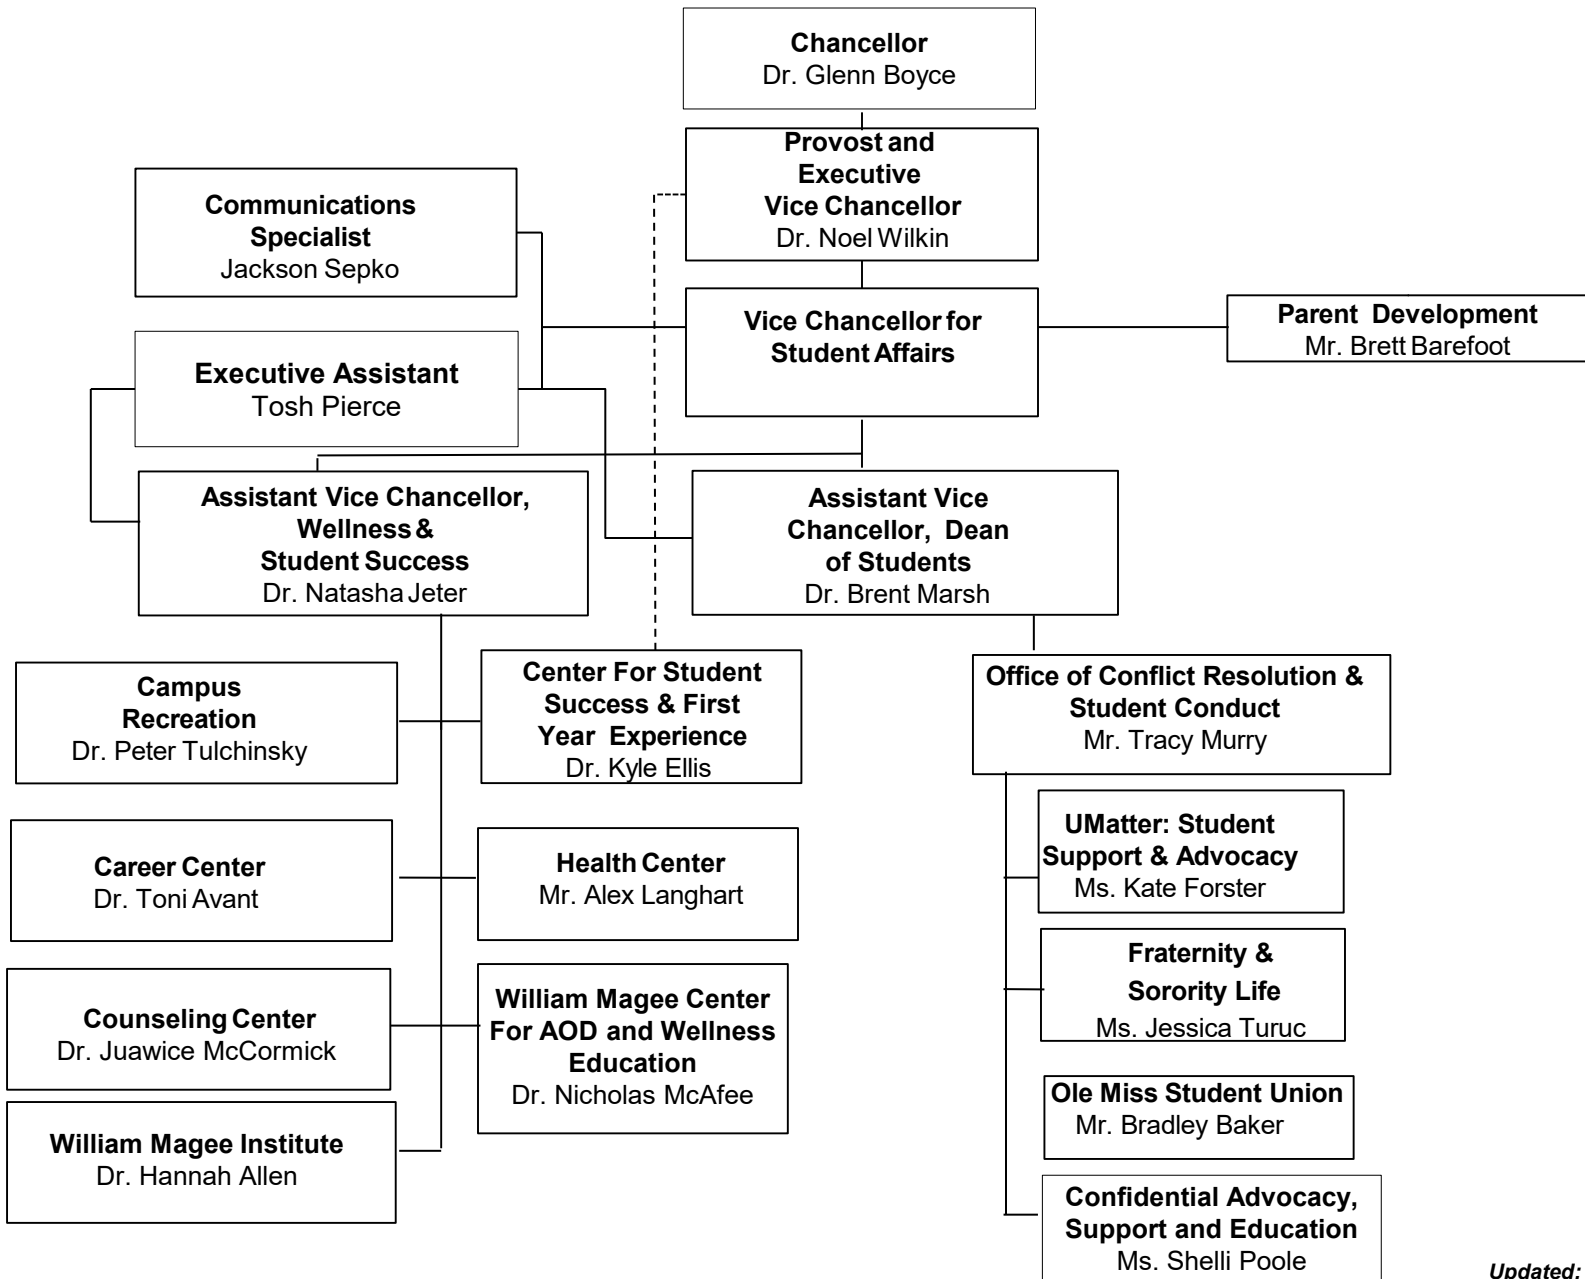 Chancellor
Dr. Glenn Boyce
Provost and
Executive
Vice Chancellor
Dr. Noel Wilkin
Communications
Specialist
Jackson Sepko
Vice Chancellor for
Student Affairs
Parent Development
Mr. Brett Barefoot
Executive Assistant
Tosh Pierce
Assistant Vice Chancellor,
Wellness &
Student Success
Dr. Natasha Jeter
Assistant Vice
Chancellor, Dean
of Students
Dr. Brent Marsh
Campus
Recreation
Dr. Peter Tulchinsky
Center For Student
Success & First
Year Experience
Dr. Kyle Ellis
Office of Conflict Resolution &
Student Conduct
Mr. Tracy Murry
Career Center
Dr. Toni Avant
Health Center
Mr. Alex Langhart
UMatter: Student
Support & Advocacy
Ms. Kate Forster
Fraternity &
Sorority Life
Ms. Jessica Turuc
Counseling Center
Dr. Juawice McCormick
William Magee Center
For AOD and Wellness
Education
Dr. Nicholas McAfee
Ole Miss Student Union
Mr. Bradley Baker
William Magee Institute
Dr. Hannah Allen
Confidential Advocacy,
Support and Education
Ms. Shelli Poole
Updated: